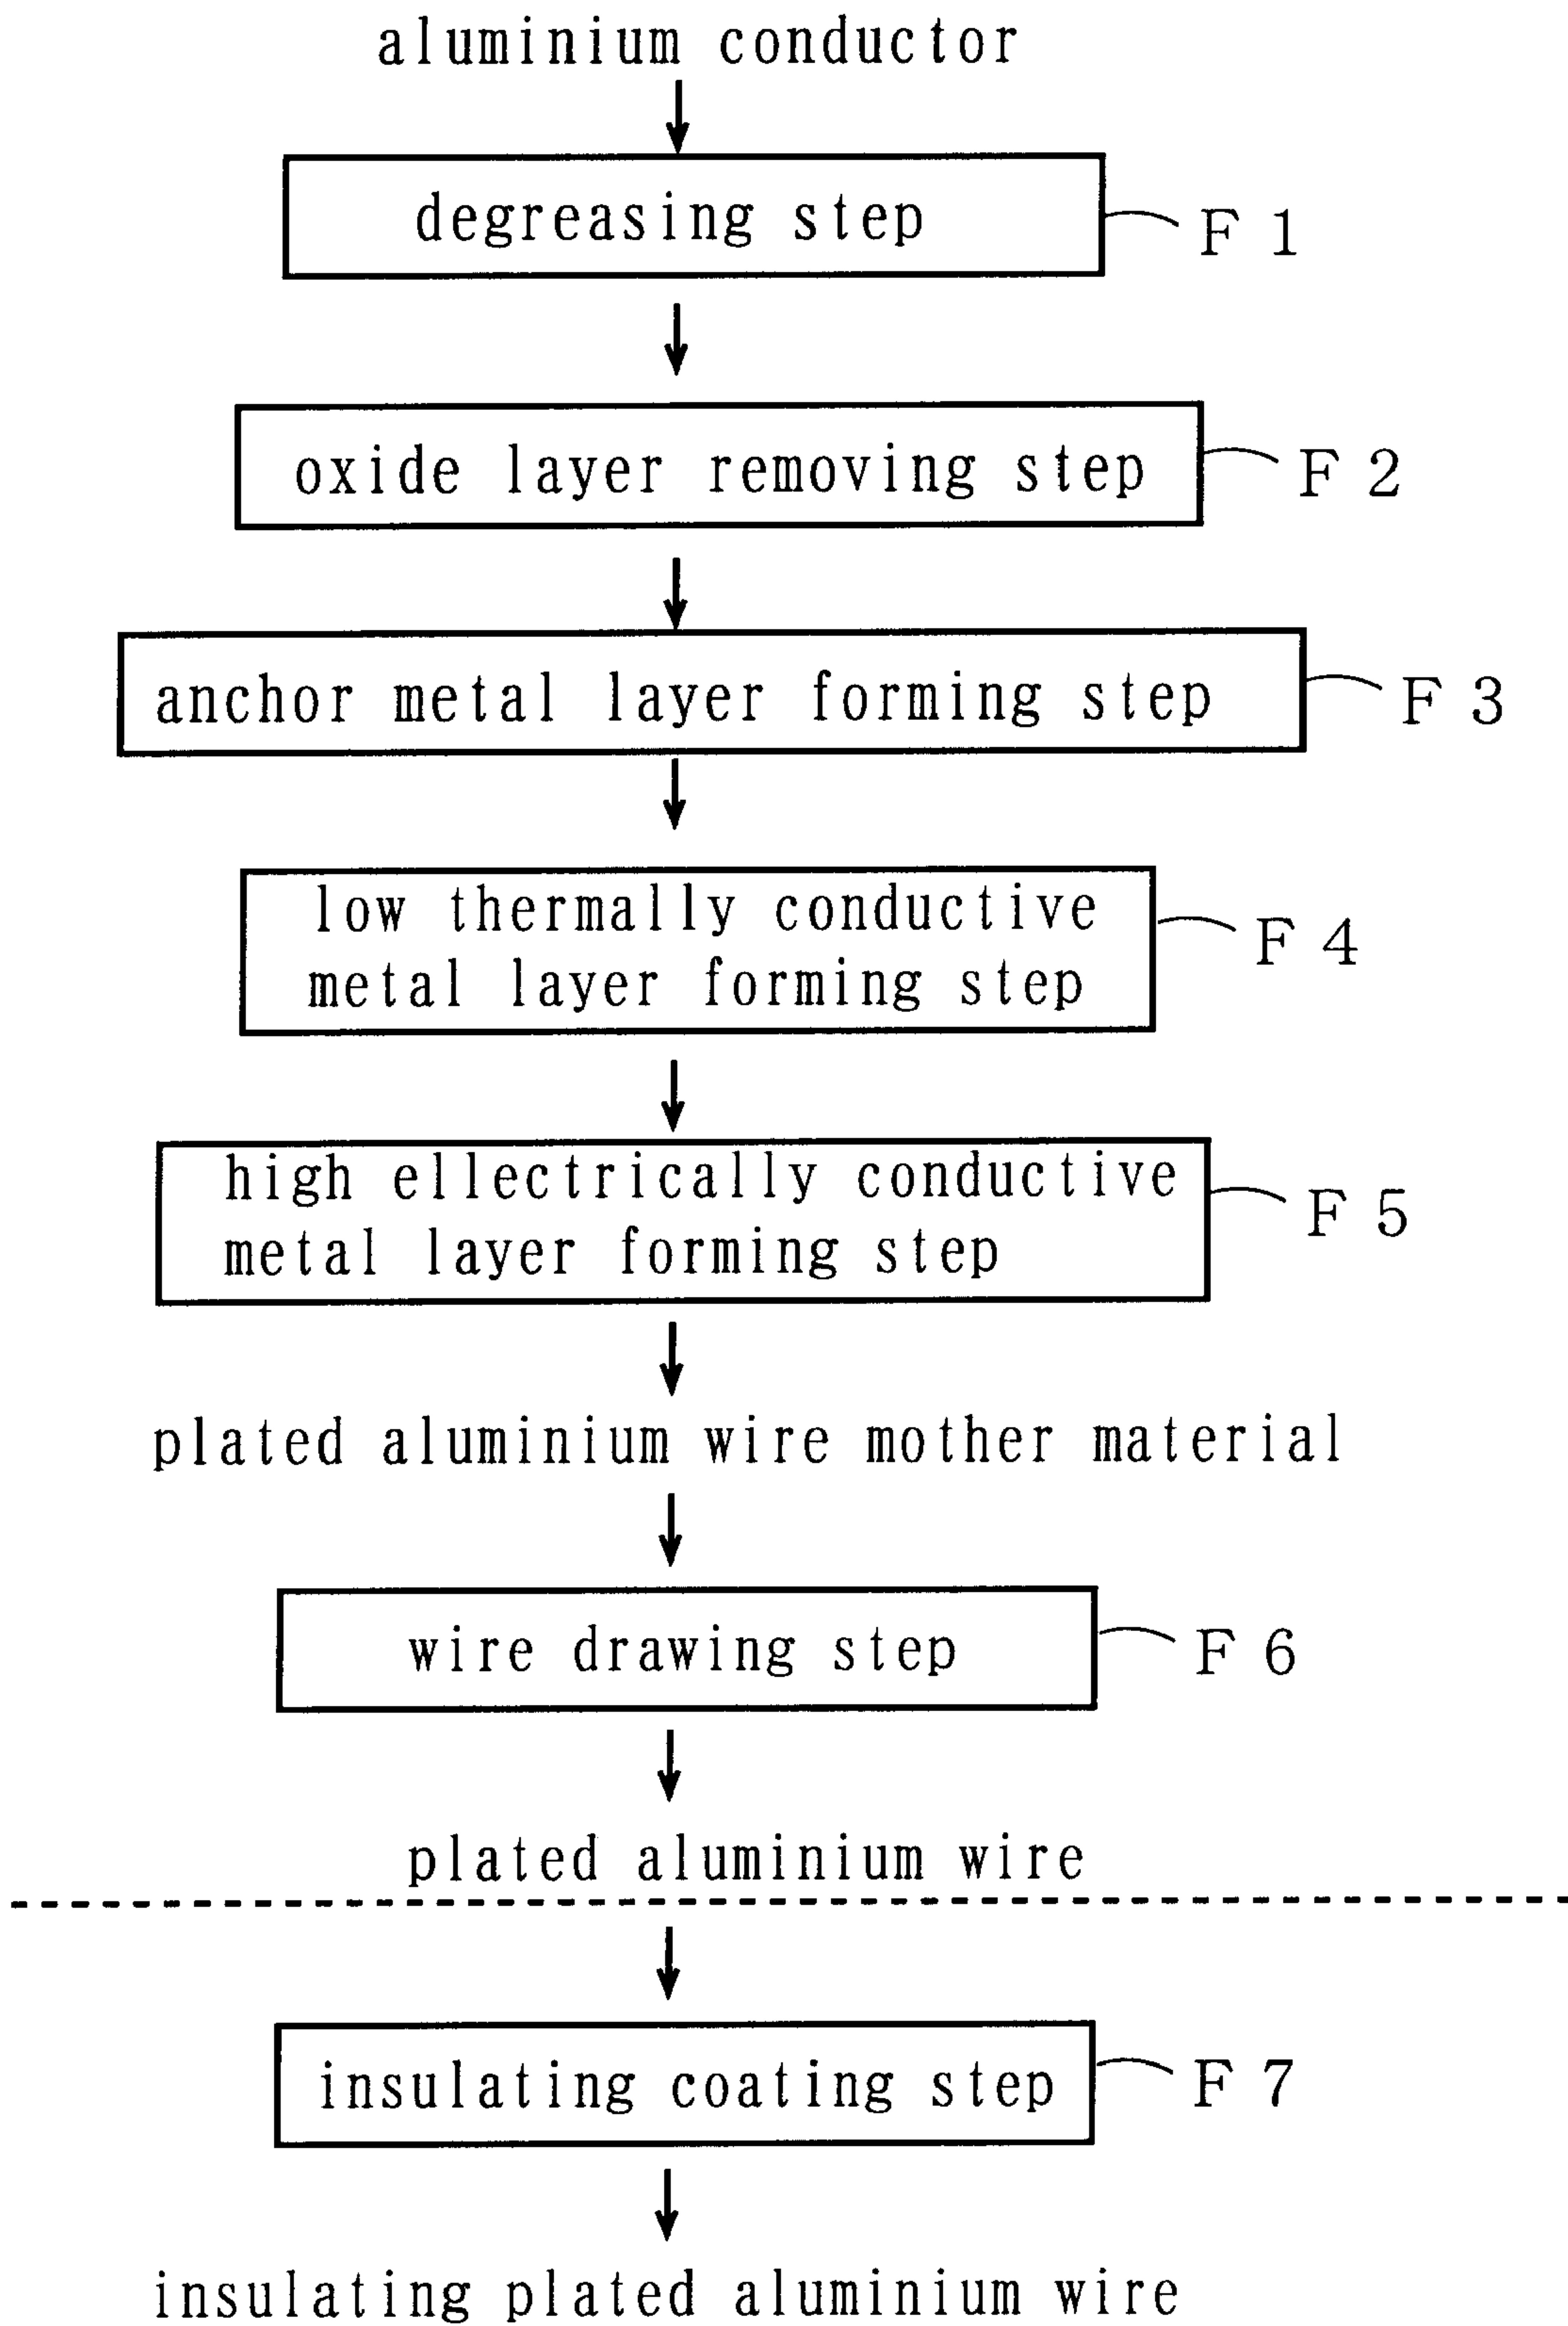 aluminium conductor
degreasing step
F 1
oxide layer removing step
F 2
anchor metal layer forming step
F 3
low thermally conductive
metal layer forming step
F 4
high ellectrically conductive
metal layer forming step
F 5
plated aluminium wire mother material
wire drawing step
F 6
plated aluminium wire
insulating coating step
F 7
insulating plated aluminium wire